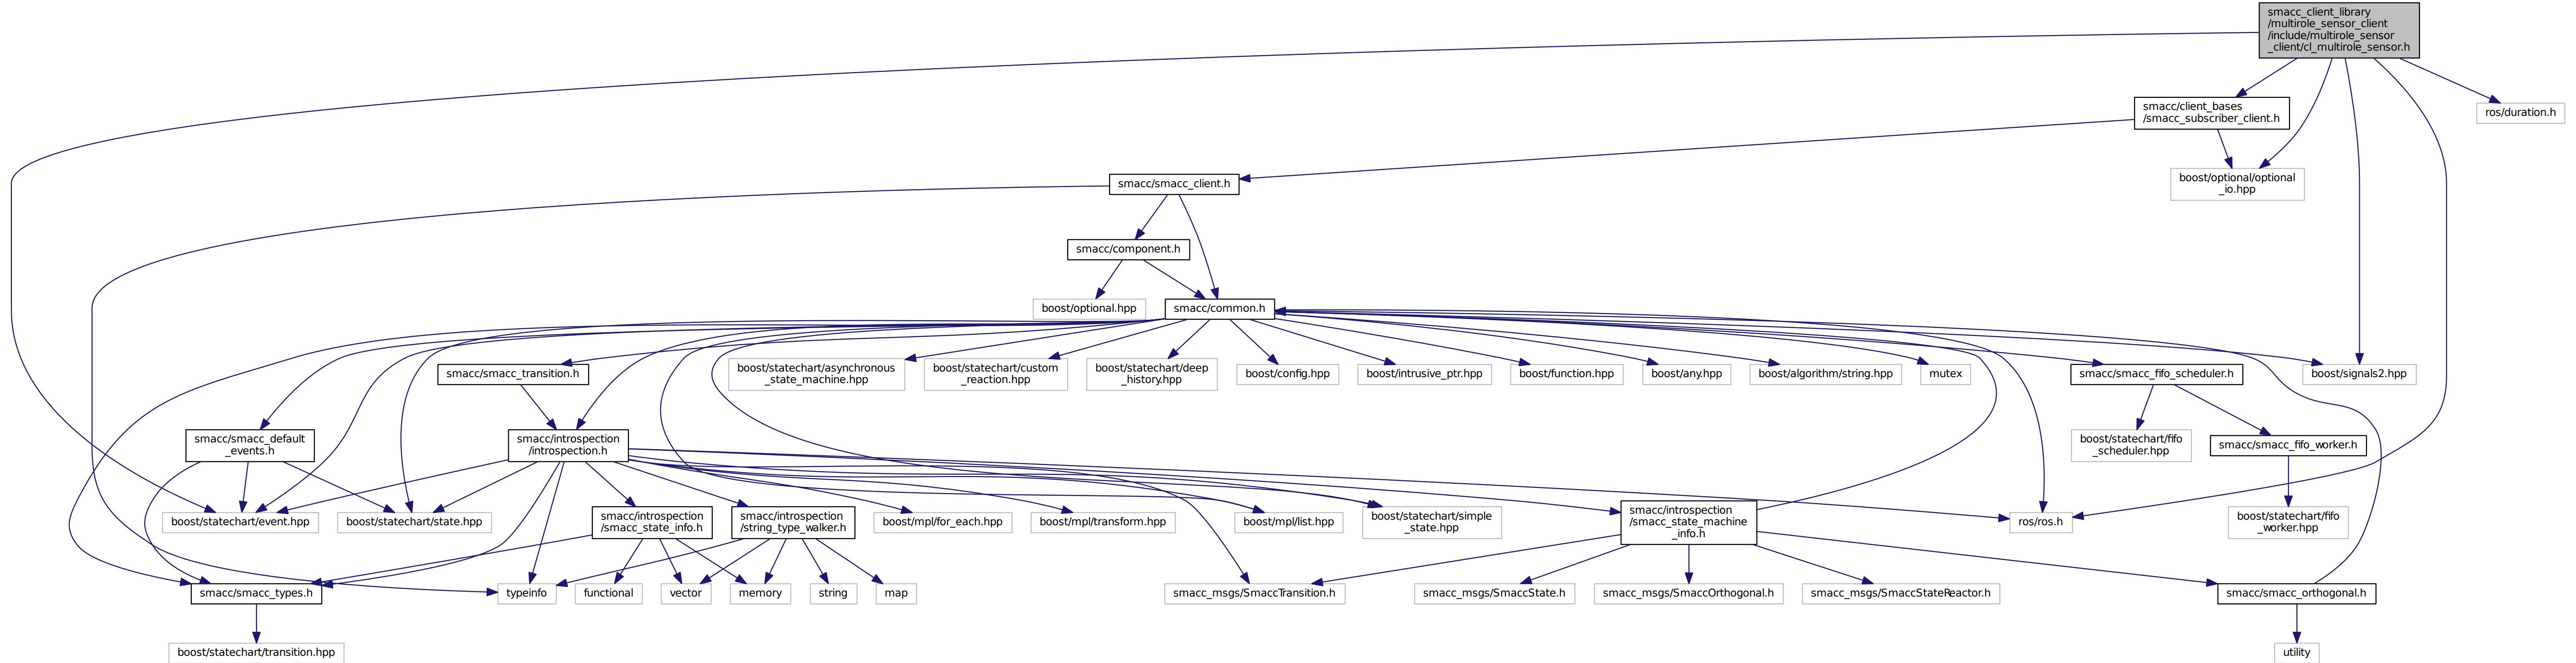 smacc_client_library
/multirole_sensor_client
/include/multirole_sensor
_client/cl_multirole_sensor.h
smacc/client_bases
/smacc_subscriber_client.h
ros/duration.h
smacc/smacc_client.h
boost/optional/optional
_io.hpp
smacc/component.h
boost/optional.hpp
smacc/common.h
smacc/smacc_transition.h
boost/statechart/asynchronous
_state_machine.hpp
boost/statechart/custom
_reaction.hpp
boost/statechart/deep
_history.hpp
boost/config.hpp
boost/intrusive_ptr.hpp
boost/function.hpp
boost/any.hpp
boost/algorithm/string.hpp
mutex
smacc/smacc_fifo_scheduler.h
boost/signals2.hpp
smacc/smacc_default
_events.h
smacc/introspection
/introspection.h
boost/statechart/fifo
_scheduler.hpp
smacc/smacc_fifo_worker.h
boost/statechart/event.hpp
boost/statechart/state.hpp
smacc/introspection
/smacc_state_info.h
smacc/introspection
/string_type_walker.h
boost/mpl/for_each.hpp
boost/mpl/transform.hpp
boost/mpl/list.hpp
boost/statechart/simple
_state.hpp
smacc/introspection
/smacc_state_machine
_info.h
ros/ros.h
boost/statechart/fifo
_worker.hpp
smacc/smacc_types.h
typeinfo
functional
vector
memory
string
map
smacc_msgs/SmaccTransition.h
smacc_msgs/SmaccState.h
smacc_msgs/SmaccOrthogonal.h
smacc_msgs/SmaccStateReactor.h
smacc/smacc_orthogonal.h
boost/statechart/transition.hpp
utility